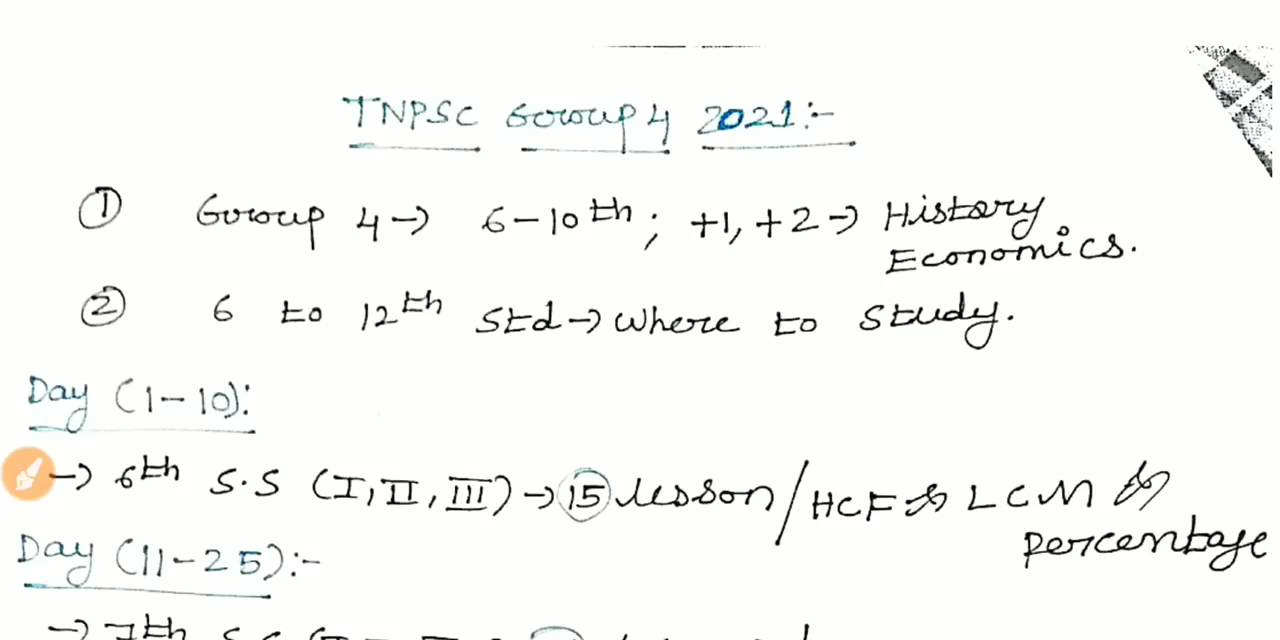 TNPSC Group 4 2021:-
① Group 4 → 6-10th; +1, +2 → History
Economics.
② 6 to 12th Std → Where to Study.
Day (1-10):
→ 6th S.S (I, II, III) → 15 lesson / HCF & LCM &
percentage
Day (11-25):-
→ 7th S.S